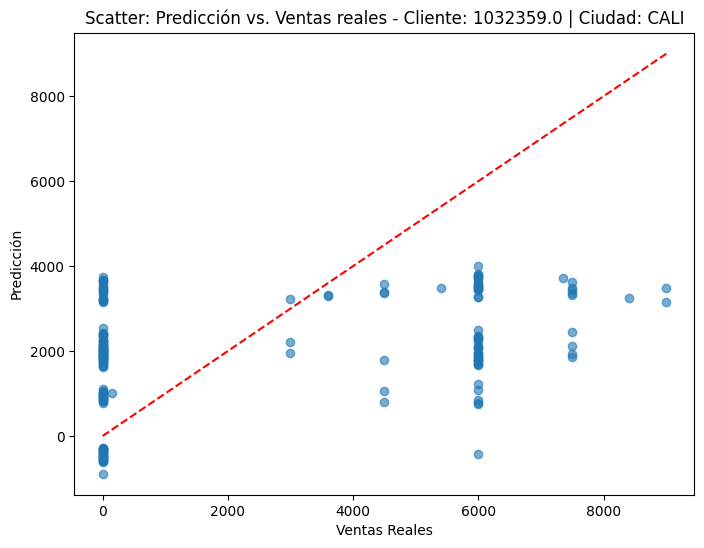 Scatter: Predicción vs. Ventas reales - Cliente: 1032359.0 | Ciudad: CALI
Predicción
8000
6000
4000
2000
0
0 2000 4000 6000 8000
Ventas Reales